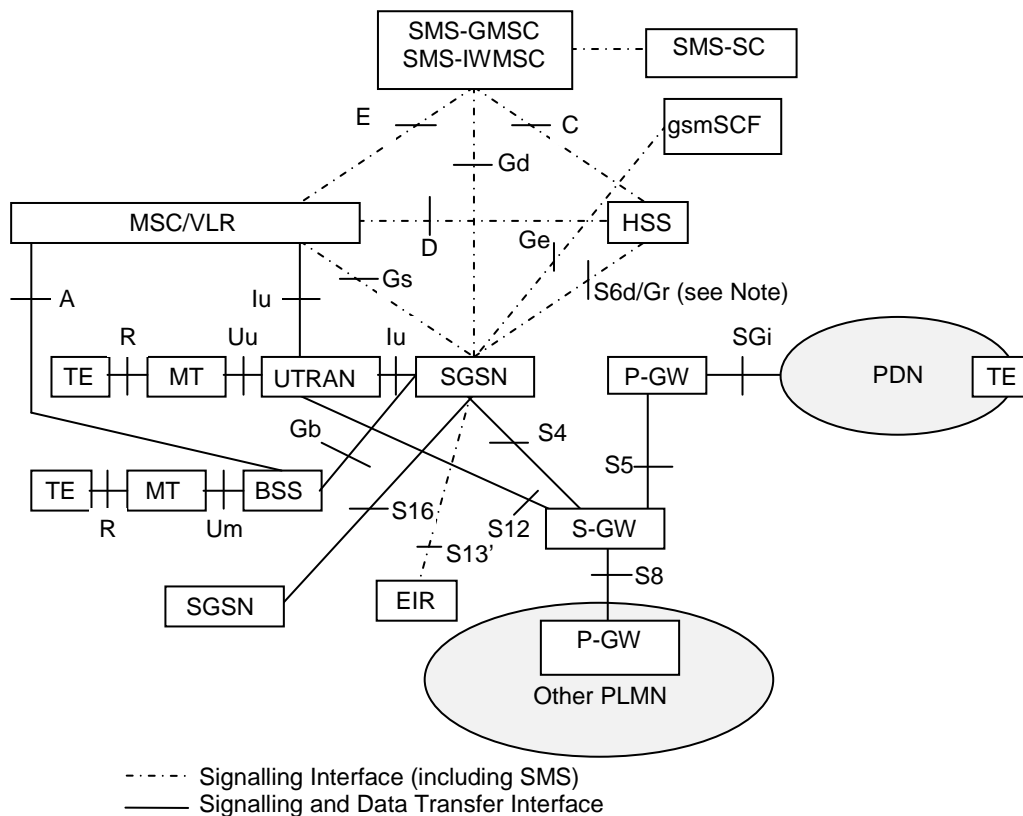 SMS-GMSC
SMS-IWMSC
SMS-SC
E
C
gsmSCF
Gd
MSC/VLR
HSS
D
Ge
Gs
S6d/Gr (see Note)
A
Iu
SGi
R
Uu
Iu
TE
MT
UTRAN
SGSN
P-GW
PDN
TE
Gb
S4
S5
TE
MT
BSS
R
Um
S16
S12
S-GW
S13’
S8
SGSN
EIR
P-GW
Other PLMN
Signalling Interface (including SMS)
Signalling and Data Transfer Interface